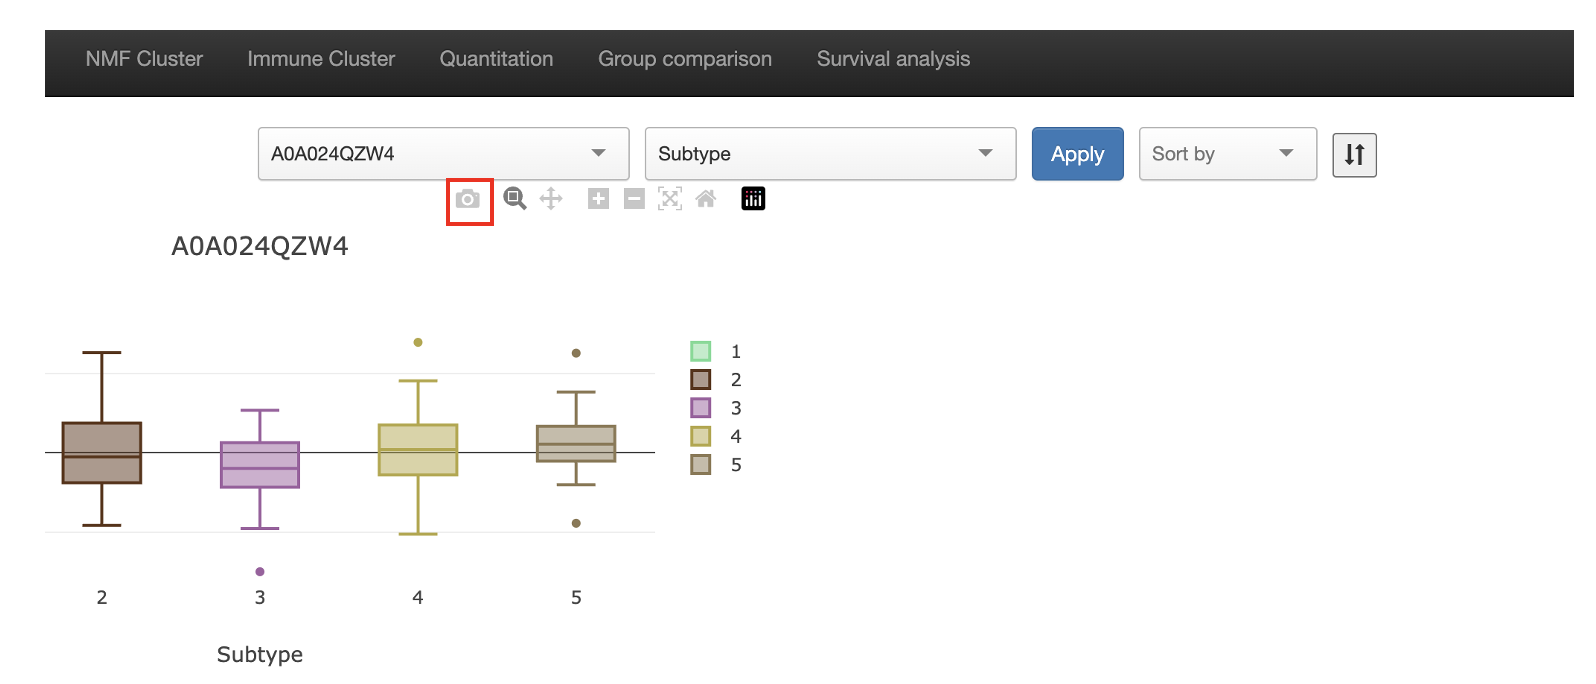 NMF Cluster Immune Cluster Quantitation Group comparison Survival analysis
A0A024QZW4 Subtype Apply Sort by
A0A024QZW4
1
2
3
4
5
2 3 4 5
Subtype